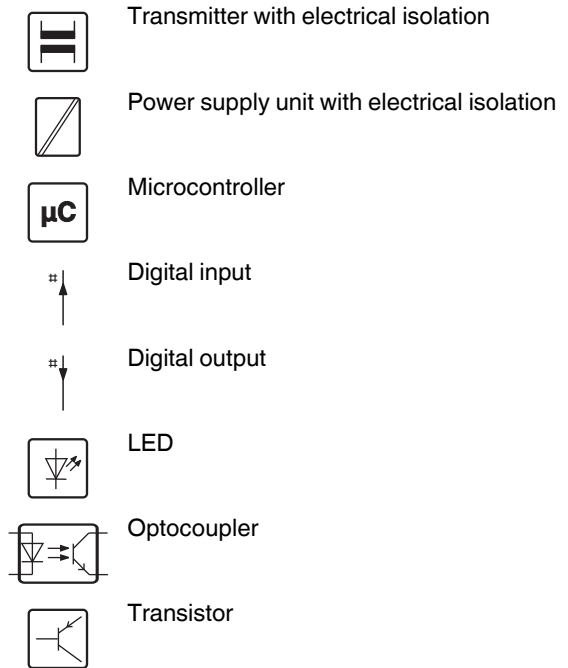 Transmitter with electrical isolation
Power supply unit with electrical isolation
µC
Microcontroller
#
Digital input
#
Digital output
LED
Optocoupler
Transistor